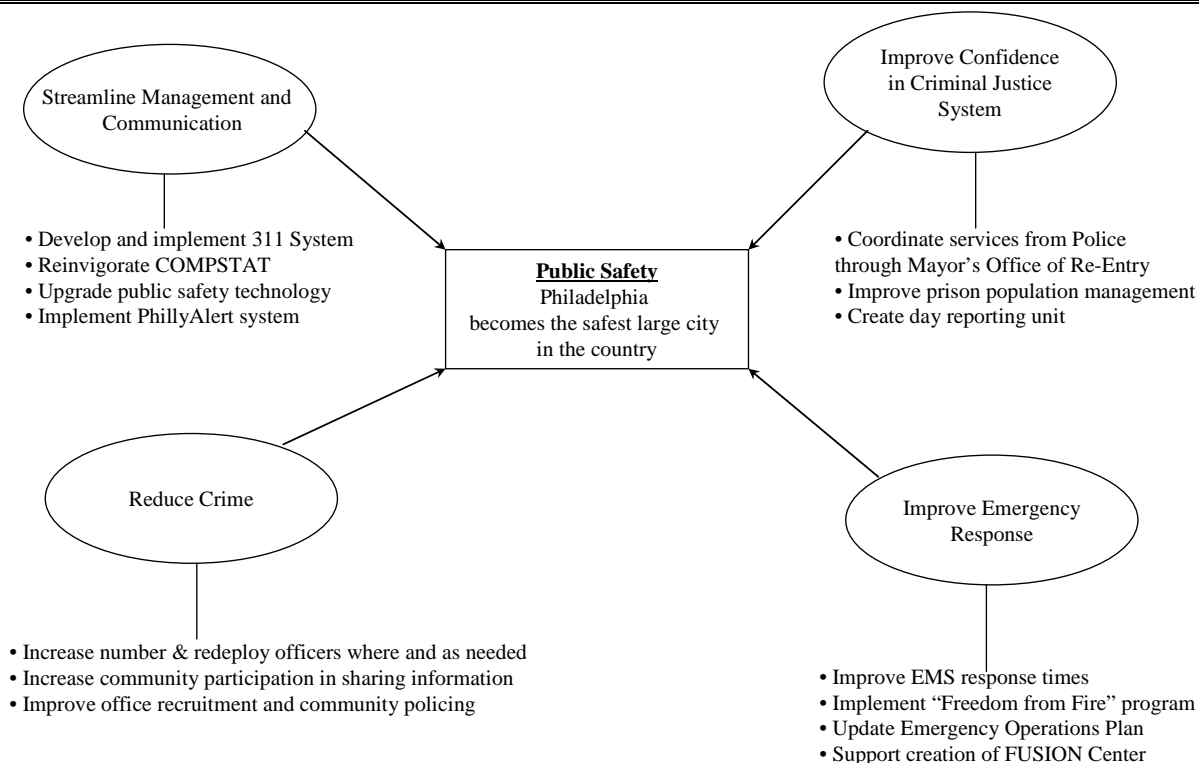 Streamline Management and
Communication
• Develop and implement 311 System
• Reinvigorate COMPSTAT
• Upgrade public safety technology
• Implement PhillyAlert system
Improve Confidence
in Criminal Justice
System
• Coordinate services from Police
through Mayor’s Office of Re-Entry
• Improve prison population management
• Create day reporting unit
Public Safety
Philadelphia
becomes the safest large city
in the country
Reduce Crime
• Increase number & redeploy officers where and as needed
• Increase community participation in sharing information
• Improve office recruitment and community policing
Improve Emergency
Response
• Improve EMS response times
• Implement “Freedom from Fire” program
• Update Emergency Operations Plan
• Support creation of FUSION Center